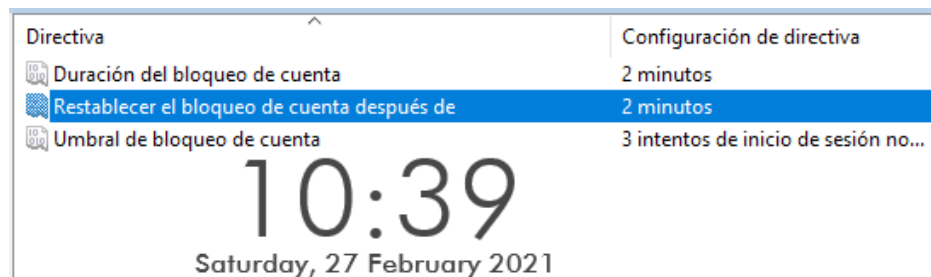 Directiva Configuración de directiva
Duración del bloqueo de cuenta 2 minutos
Restablecer el bloqueo de cuenta después de 2 minutos
Umbral de bloqueo de cuenta 3 intentos de inicio de sesión no...
10:39
Saturday, 27 February 2021